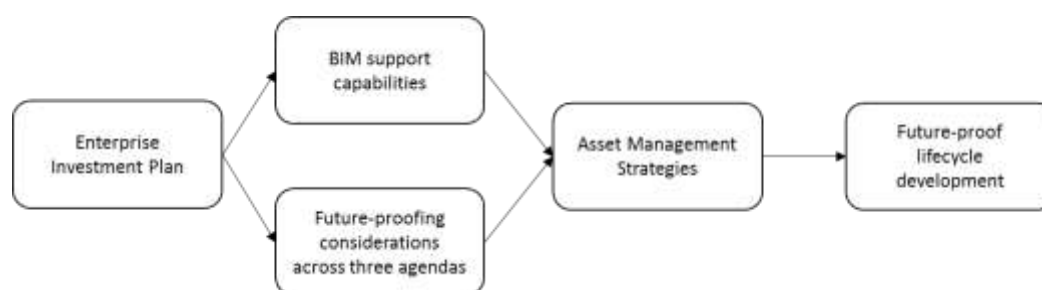 Enterprise
Investment Plan
BIM support
capabilities
Future-proofing
considerations
across three agendas
Asset Management
Strategies
Future-proof
lifecycle
development